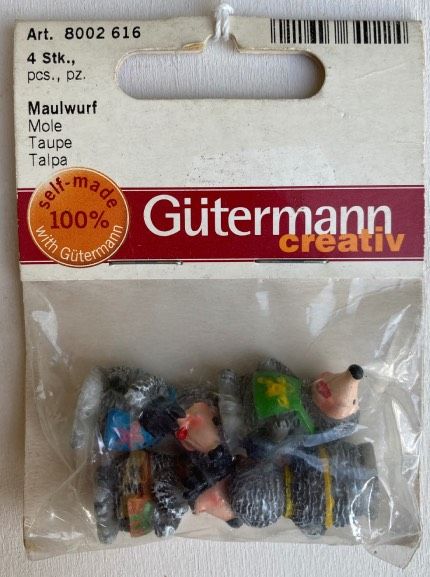 Art. 8002 616
4 Stk.,
pcs., pz.
Maulwurf
Mole
Taupe
Talpa
self-made
100%
with Gütermann
Gütermann
creativ